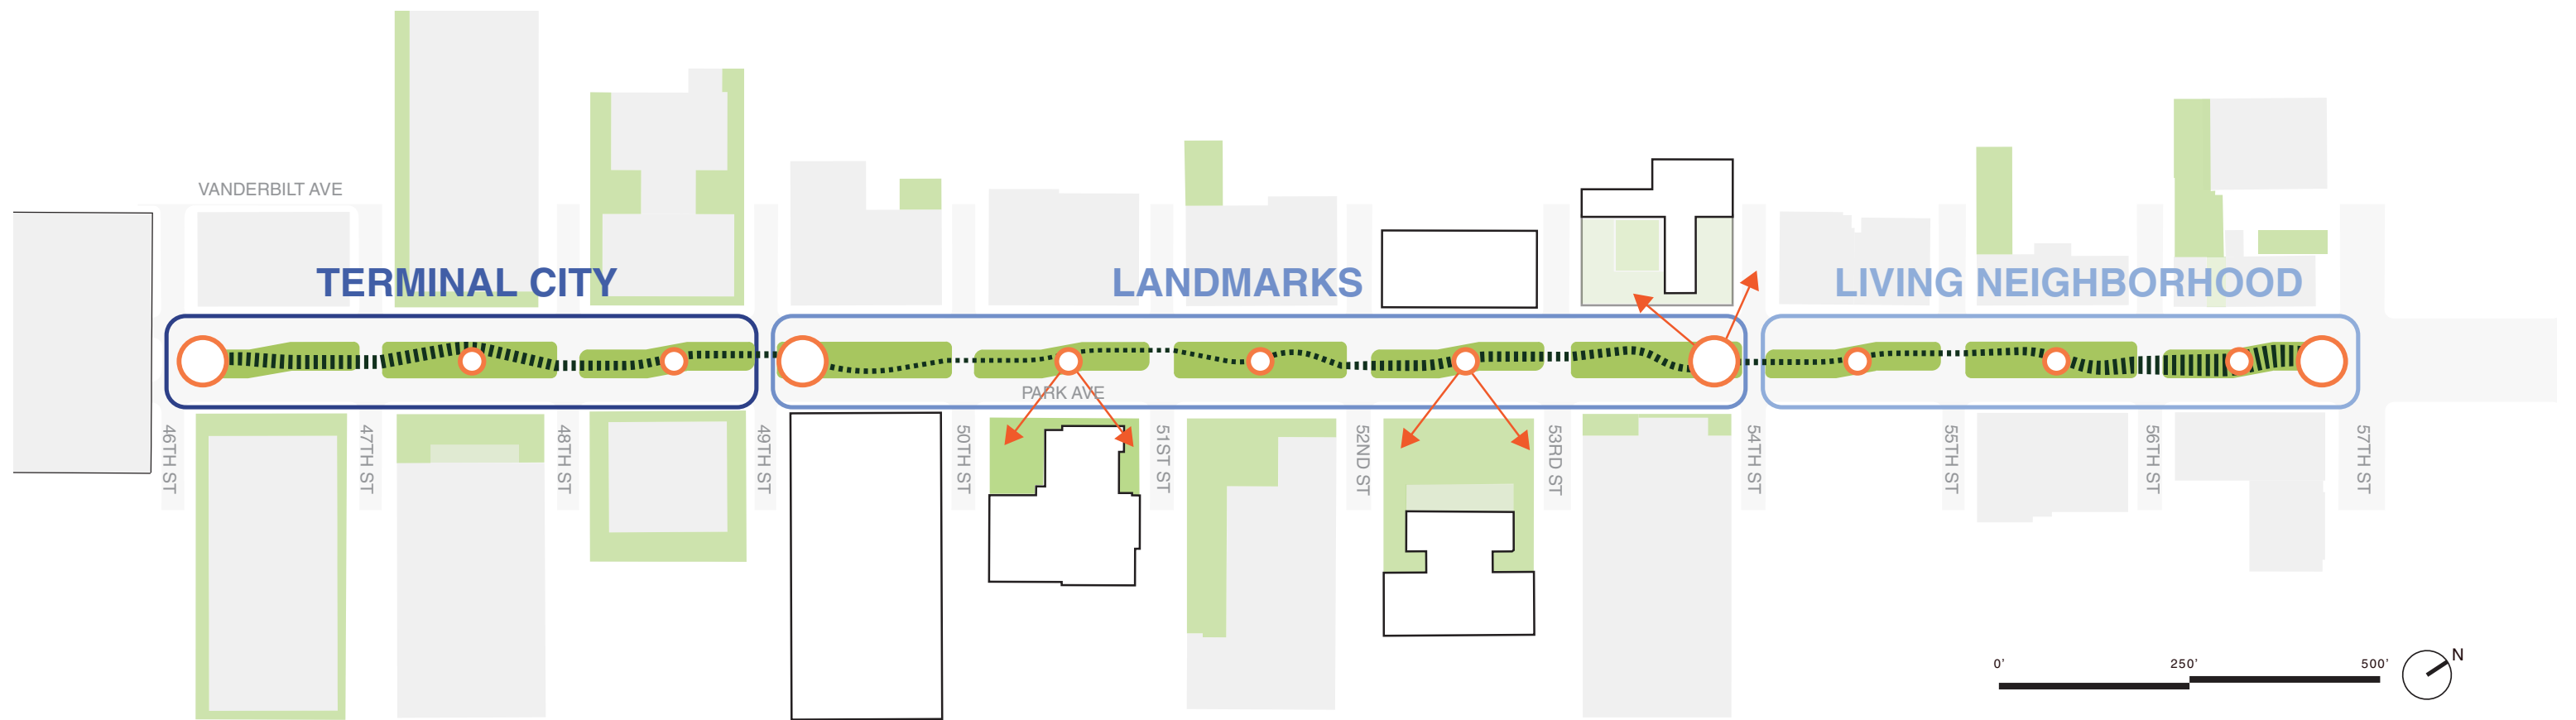 VANDERBILT AVE
TERMINAL CITY
LANDMARKS
LIVING NEIGHBORHOOD
PARK AVE
46TH ST
47TH ST
48TH ST
49TH ST
50TH ST
51ST ST
52ND ST
53RD ST
54TH ST
55TH ST
56TH ST
57TH ST
0' 250' 500'
N